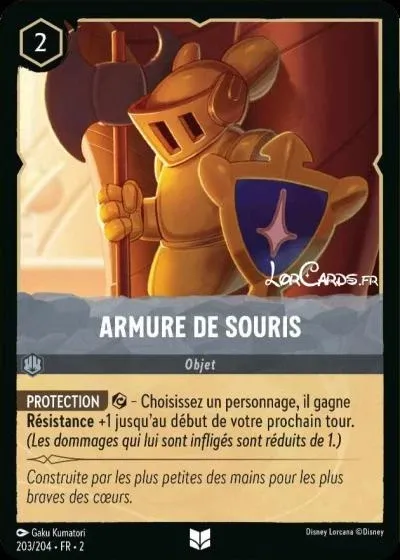 2
LORCARDS.FR
ARMURE DE SOURIS
Objet
PROTECTION - Choisissez un personnage, il gagne
Résistance +1 jusqu'au début de votre prochain tour.
(Les dommages qui lui sont infligés sont réduits de 1.)
Construite par les plus petites des mains pour les plus
braves des cœurs.
Gaku Kumatori
203/204 • FR • 2
Disney Lorcana ©Disney